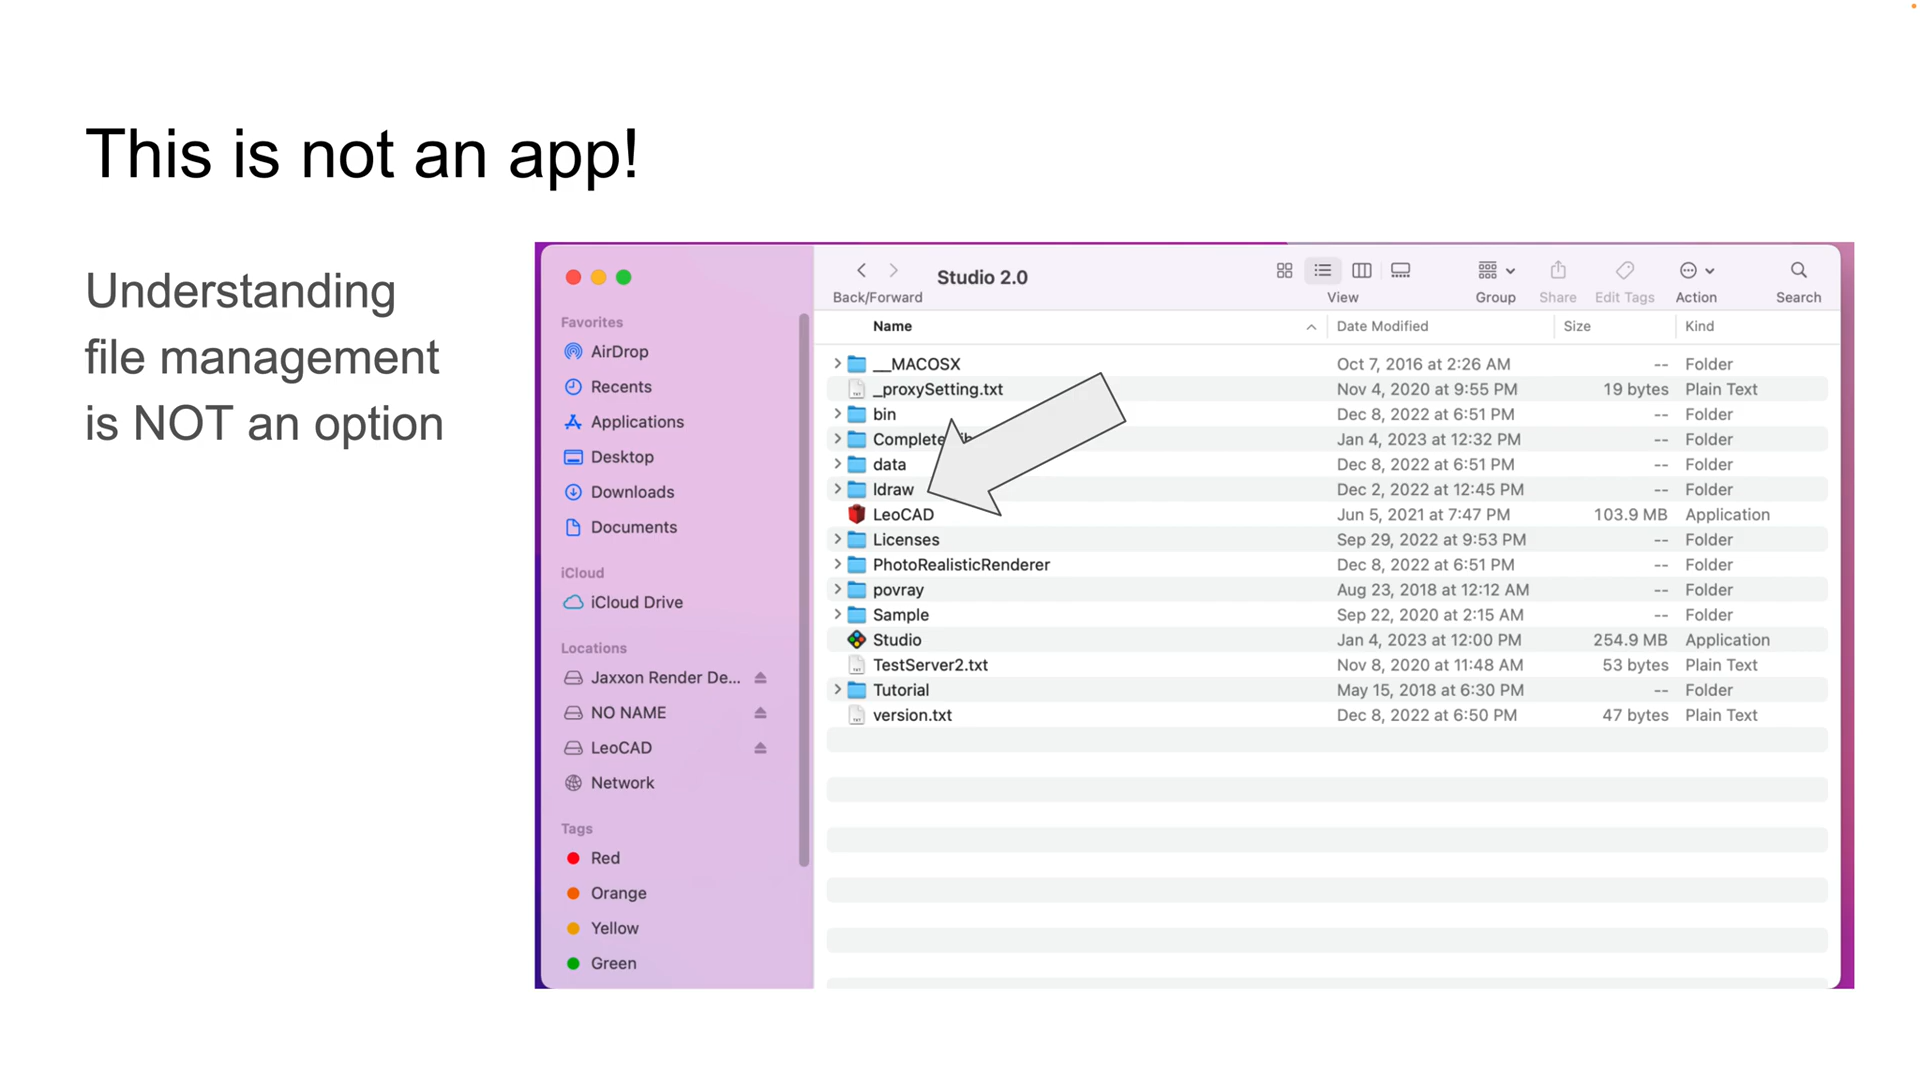 This is not an app!
Understanding
file management
is NOT an option
Studio 2.0
Back/Forward
View
Group
Share
Edit Tags
Action
Search
Favorites
AirDrop
Recents
Applications
Desktop
Downloads
Documents
iCloud
iCloud Drive
Locations
Jaxxon Render De...
NO NAME
LeoCAD
Network
Tags
Red
Orange
Yellow
Green
Name Date Modified Size Kind
__MACOSX Oct 7, 2016 at 2:26 AM -- Folder
_proxySetting.txt Nov 4, 2020 at 9:55 PM 19 bytes Plain Text
bin Dec 8, 2022 at 6:51 PM -- Folder
Complete Jan 4, 2023 at 12:32 PM -- Folder
data Dec 8, 2022 at 6:51 PM -- Folder
ldraw Dec 2, 2022 at 12:45 PM -- Folder
LeoCAD Jun 5, 2021 at 7:47 PM 103.9 MB Application
Licenses Sep 29, 2022 at 9:53 PM -- Folder
PhotoRealisticRenderer Dec 8, 2022 at 6:51 PM -- Folder
povray Aug 23, 2018 at 12:12 AM -- Folder
Sample Sep 22, 2020 at 2:15 AM -- Folder
Studio Jan 4, 2023 at 12:00 PM 254.9 MB Application
TestServer2.txt Nov 8, 2020 at 11:48 AM 53 bytes Plain Text
Tutorial May 15, 2018 at 6:30 PM -- Folder
version.txt Dec 8, 2022 at 6:50 PM 47 bytes Plain Text